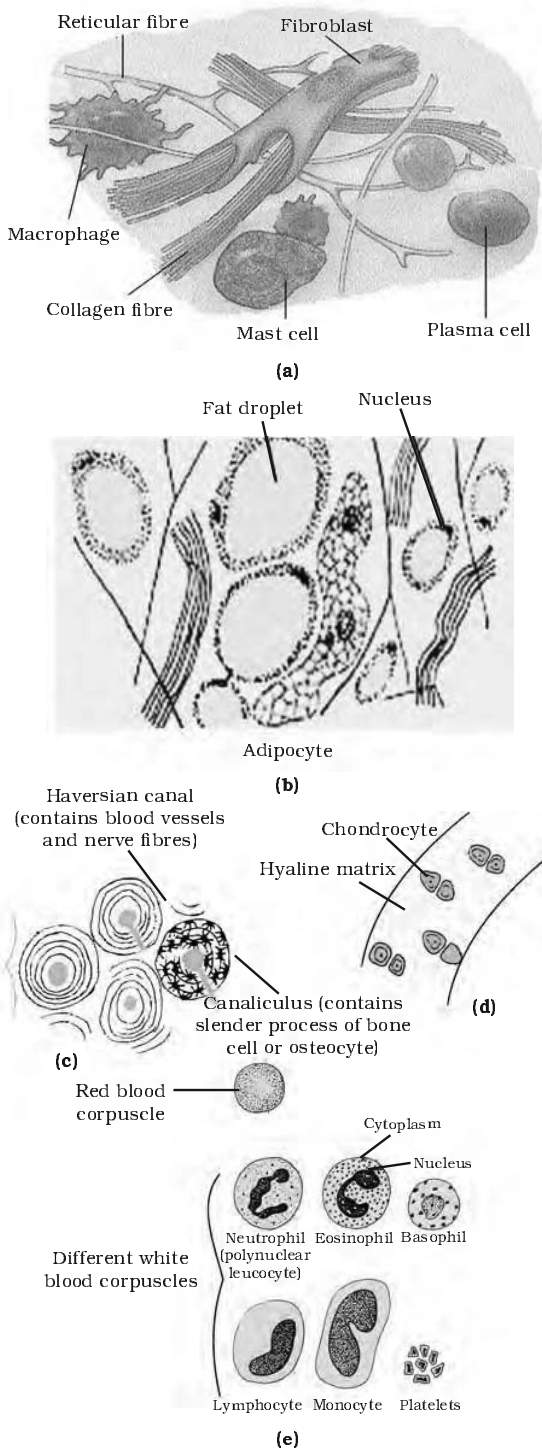 Reticular fibre
Fibroblast
Macrophage
Collagen fibre
Mast cell
Plasma cell
(a)
Fat droplet
Nucleus
Adipocyte
(b)
Haversian canal
(contains blood vessels
and nerve fibres)
Chondrocyte
Hyaline matrix
Canaliculus (contains
slender process of bone
cell or osteocyte)
(c)
(d)
Red blood
corpuscle
Cytoplasm
Nucleus
Neutrophil
(polynuclear
leucocyte)
Eosinophil
Basophil
Different white
blood corpuscles
Lymphocyte
Monocyte
Platelets
(e)